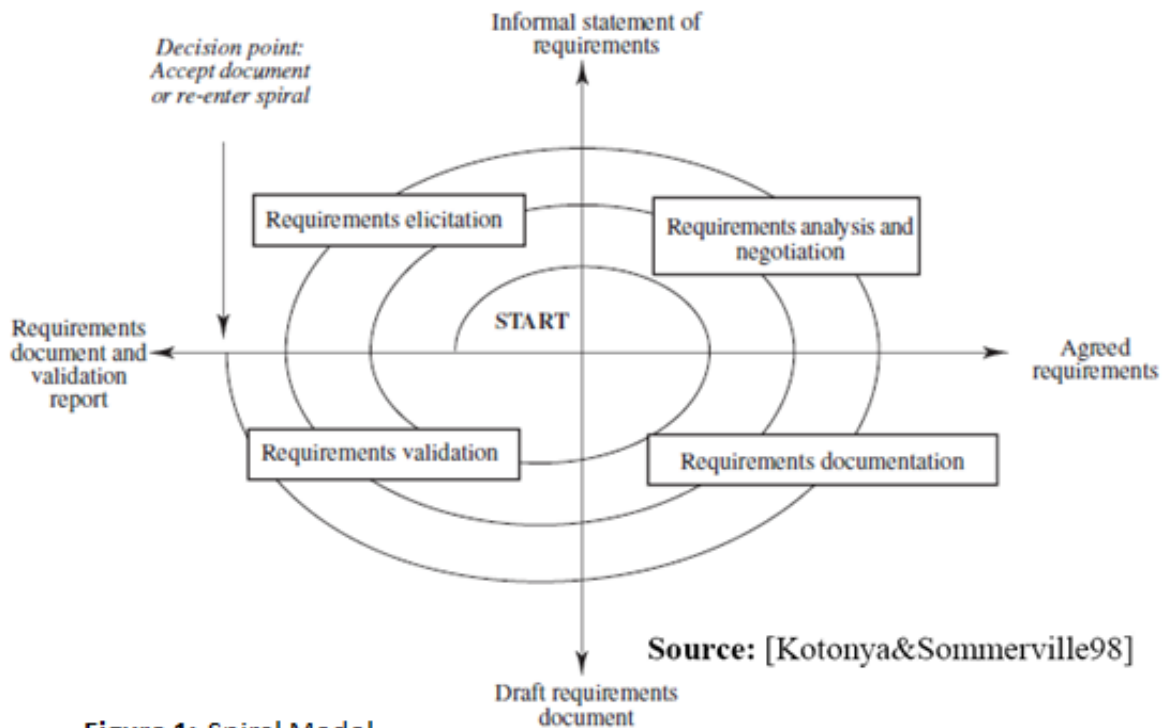 Informal statement of
requirements
Decision point:
Accept document
or re-enter spiral
Requirements elicitation
Requirements analysis and
negotiation
START
Requirements
document and
validation
report
Agreed
requirements
Requirements validation
Requirements documentation
Source: [Kotonya&Sommerville98]
Draft requirements
document
Figure 1: Spiral Model